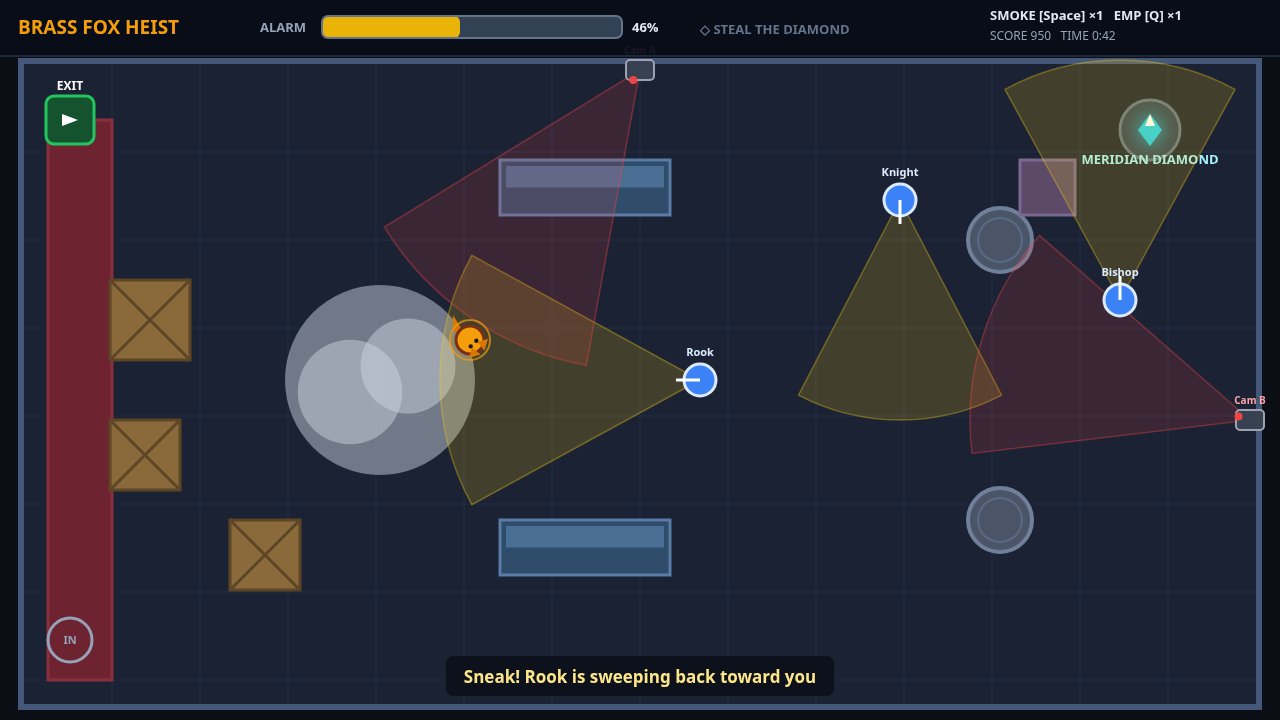 BRASS FOX HEIST
ALARM
46%
◇ STEAL THE DIAMOND
SMOKE [Space] ×1 EMP [Q] ×1
SCORE 950 TIME 0:42
Cam A
EXIT
MERIDIAN DIAMOND
Knight
Bishop
Rook
Cam B
IN
Sneak! Rook is sweeping back toward you